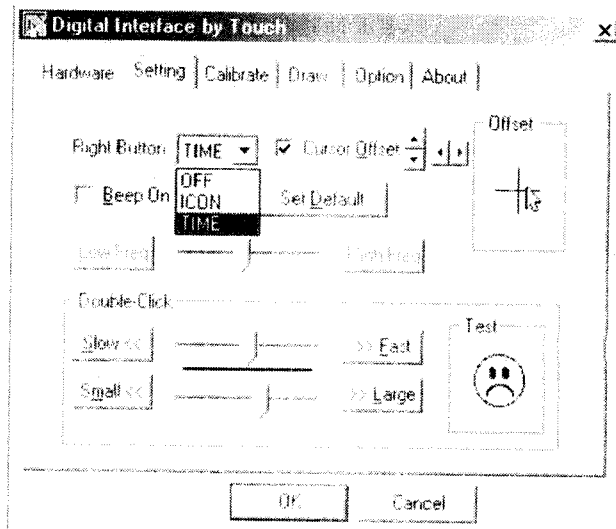 Digital Interface by Touch
Hardware Setting Calibrate Draw Option About
Right Button TIME Cursor Offset Offset
OFF
ICON
TIME
Beep On Set Default
Low Freq High Freq
Double-Click
Slow << >> Fast Test
Small << >> Large
OK Cancel